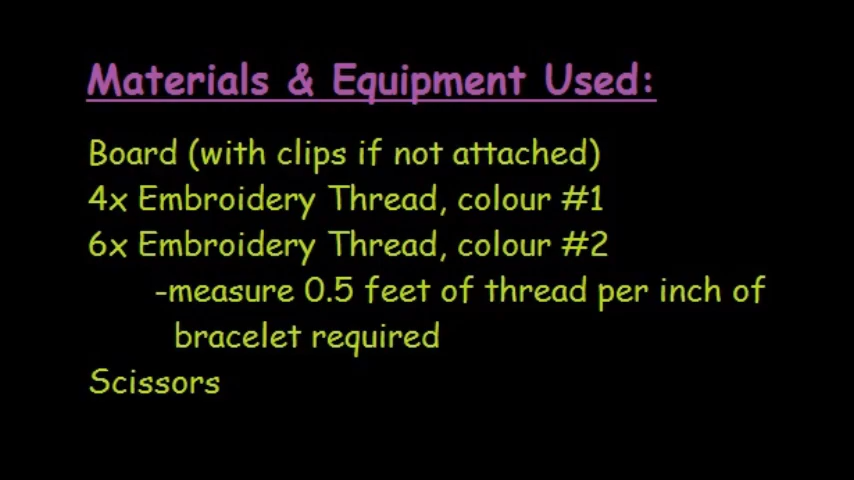 Materials & Equipment Used:
Board (with clips if not attached)
4x Embroidery Thread, colour #1
6x Embroidery Thread, colour #2
-measure 0.5 feet of thread per inch of
bracelet required
Scissors